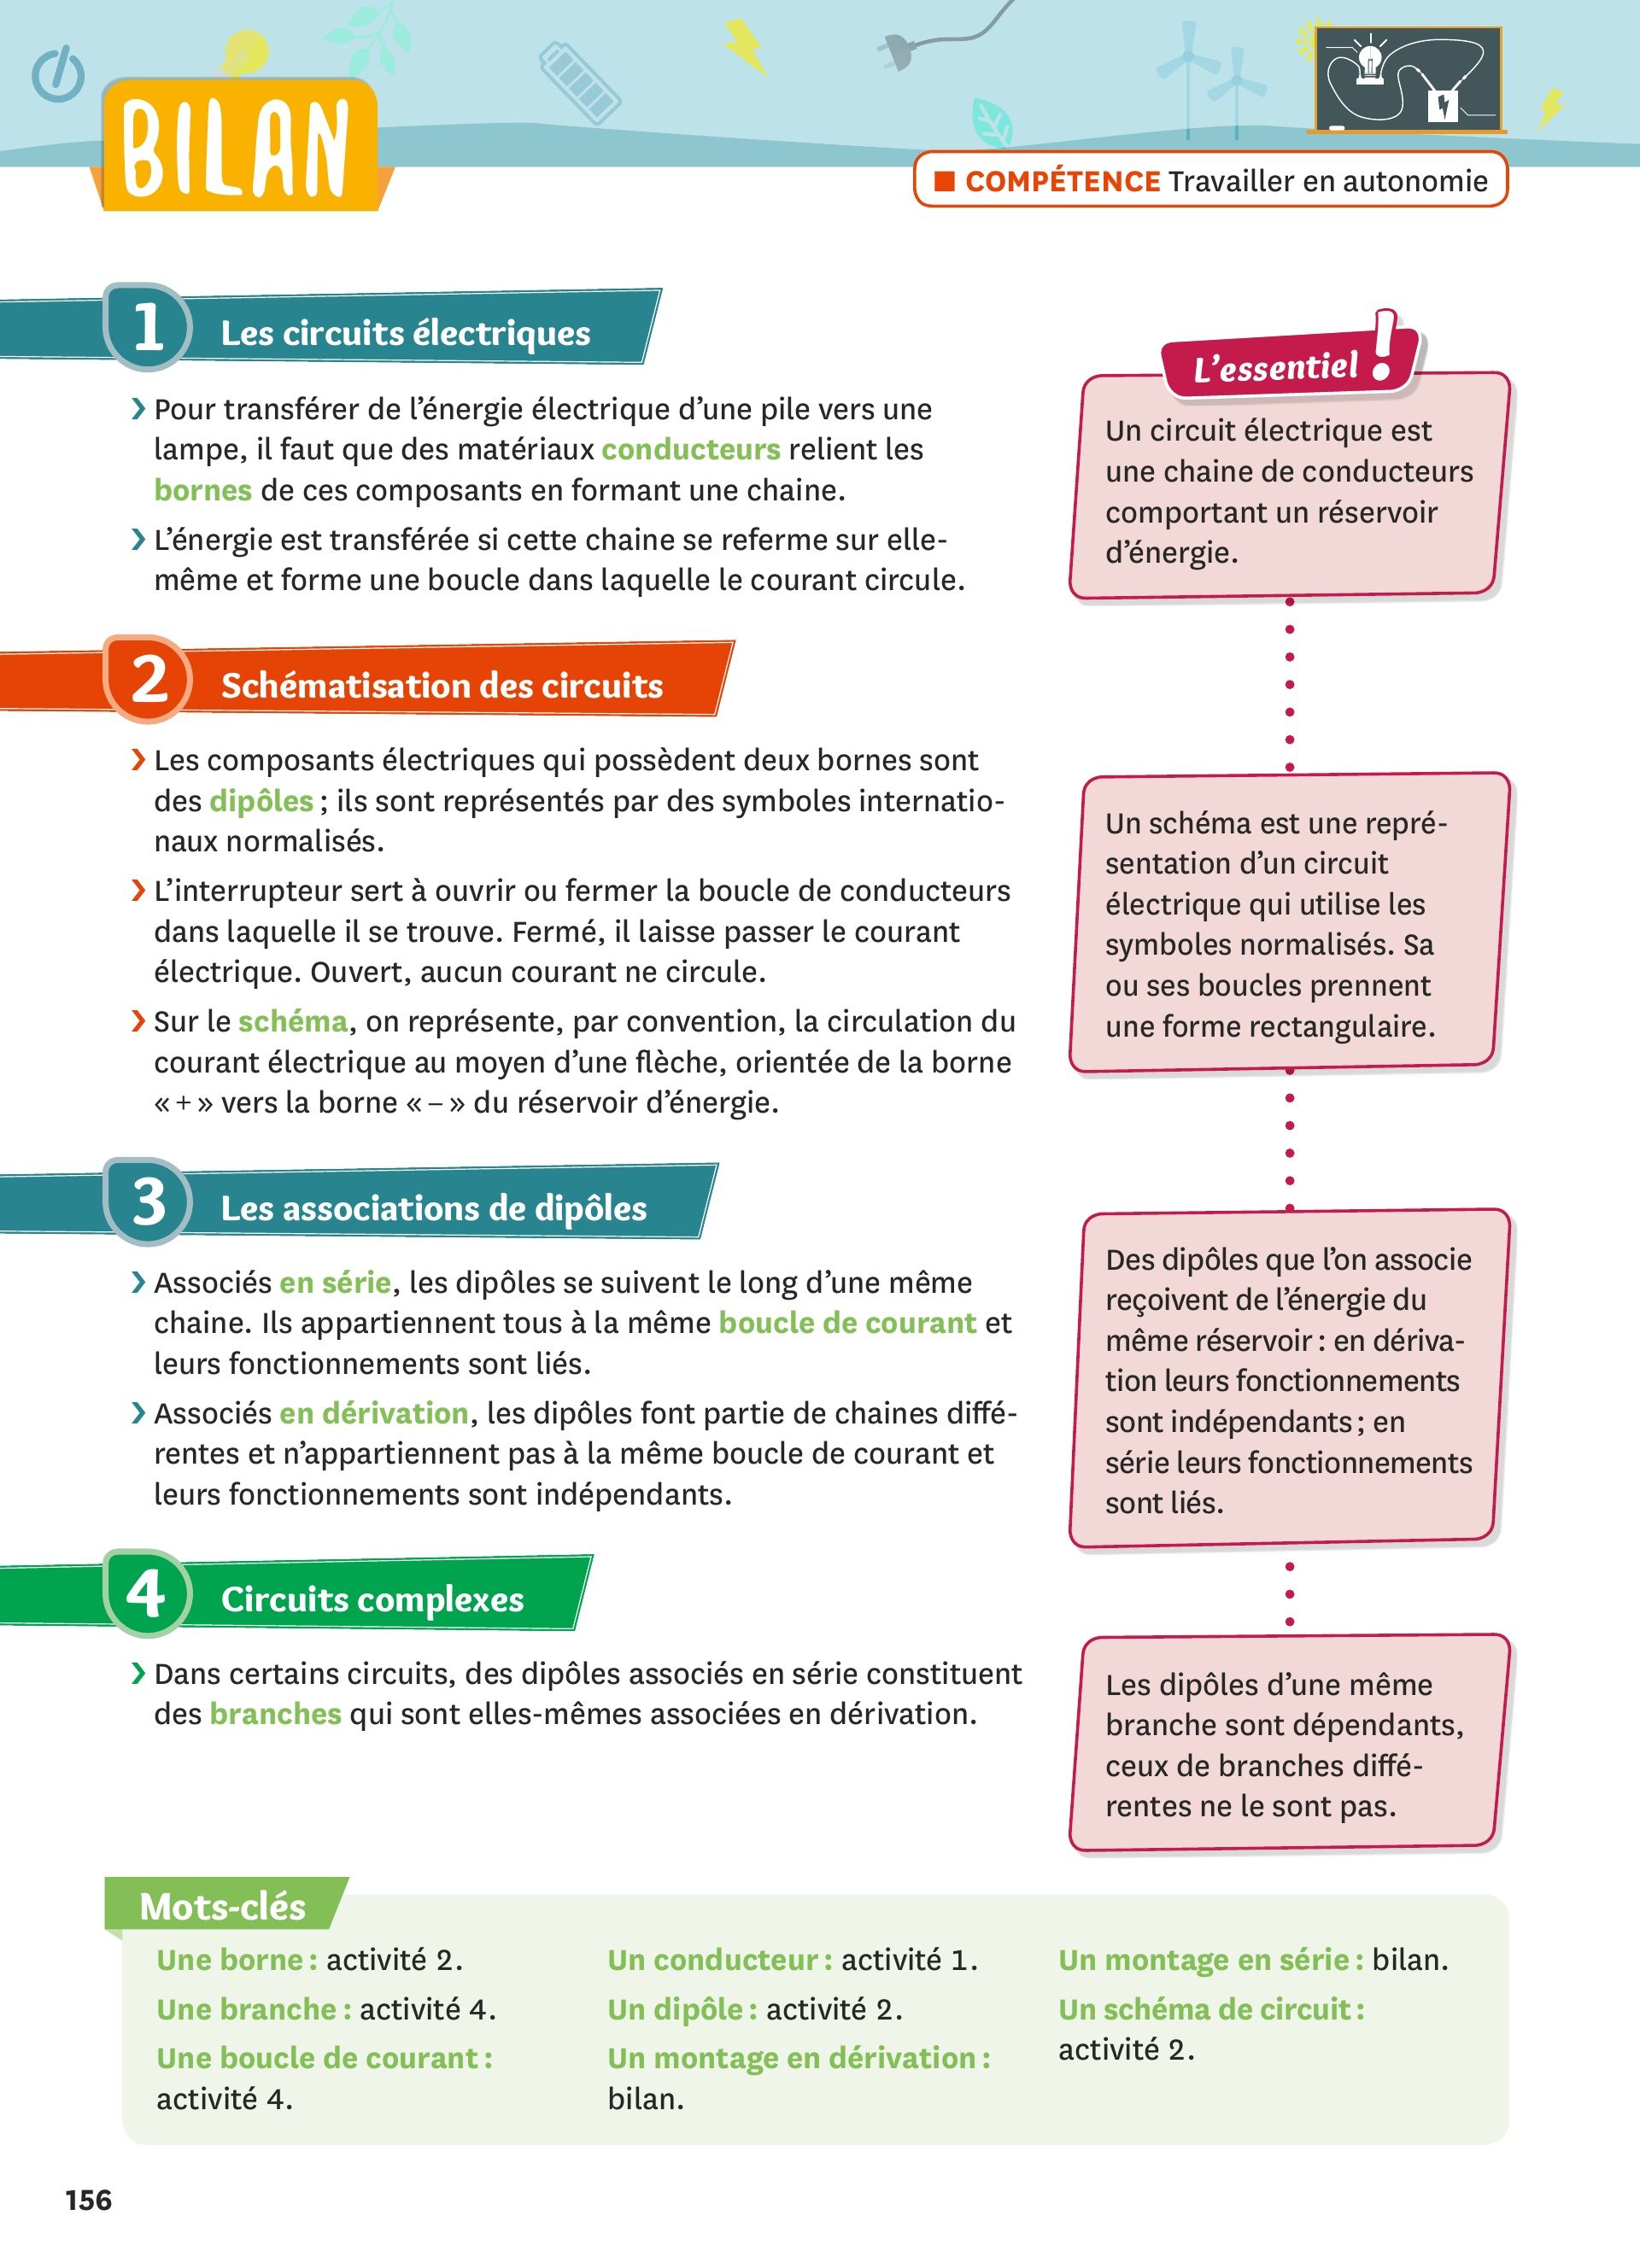 BILAN
■ COMPÉTENCE Travailler en autonomie
1 Les circuits électriques
› Pour transférer de l’énergie électrique d’une pile vers une
lampe, il faut que des matériaux conducteurs relient les
bornes de ces composants en formant une chaine.
› L’énergie est transférée si cette chaine se referme sur elle-
même et forme une boucle dans laquelle le courant circule.
2 Schématisation des circuits
› Les composants électriques qui possèdent deux bornes sont
des dipôles ; ils sont représentés par des symboles internatio-
naux normalisés.
› L’interrupteur sert à ouvrir ou fermer la boucle de conducteurs
dans laquelle il se trouve. Fermé, il laisse passer le courant
électrique. Ouvert, aucun courant ne circule.
› Sur le schéma, on représente, par convention, la circulation du
courant électrique au moyen d’une flèche, orientée de la borne
« + » vers la borne « – » du réservoir d’énergie.
3 Les associations de dipôles
› Associés en série, les dipôles se suivent le long d’une même
chaine. Ils appartiennent tous à la même boucle de courant et
leurs fonctionnements sont liés.
› Associés en dérivation, les dipôles font partie de chaines diffé-
rentes et n’appartiennent pas à la même boucle de courant et
leurs fonctionnements sont indépendants.
4 Circuits complexes
› Dans certains circuits, des dipôles associés en série constituent
des branches qui sont elles-mêmes associées en dérivation.
L’essentiel !
Un circuit électrique est
une chaine de conducteurs
comportant un réservoir
d’énergie.
Un schéma est une repré-
sentation d’un circuit
électrique qui utilise les
symboles normalisés. Sa
ou ses boucles prennent
une forme rectangulaire.
Des dipôles que l’on associe
reçoivent de l’énergie du
même réservoir : en dériva-
tion leurs fonctionnements
sont indépendants ; en
série leurs fonctionnements
sont liés.
Les dipôles d’une même
branche sont dépendants,
ceux de branches diffé-
rentes ne le sont pas.
Mots-clés
Une borne : activité 2.
Une branche : activité 4.
Une boucle de courant :
activité 4.
Un conducteur : activité 1.
Un dipôle : activité 2.
Un montage en dérivation :
bilan.
Un montage en série : bilan.
Un schéma de circuit :
activité 2.
156